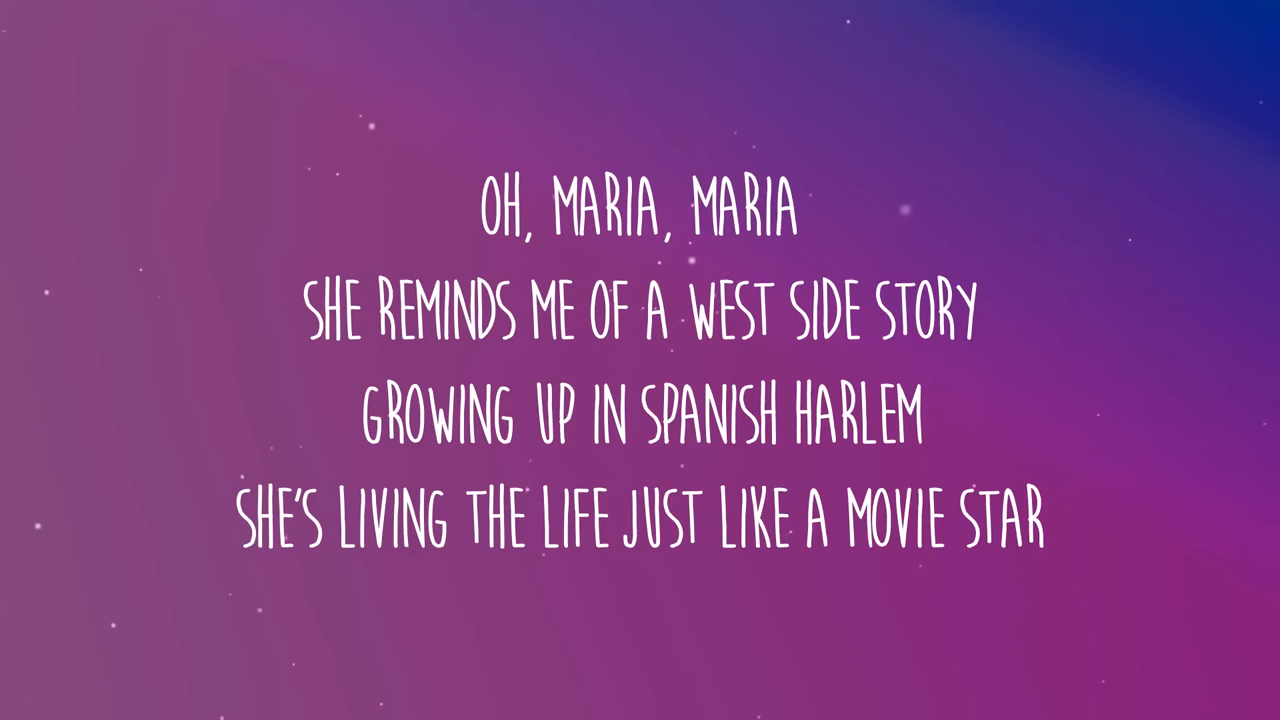 OH, MARIA, MARIA
SHE REMINDS ME OF A WEST SIDE STORY
GROWING UP IN SPANISH HARLEM
SHE'S LIVING THE LIFE JUST LIKE A MOVIE STAR